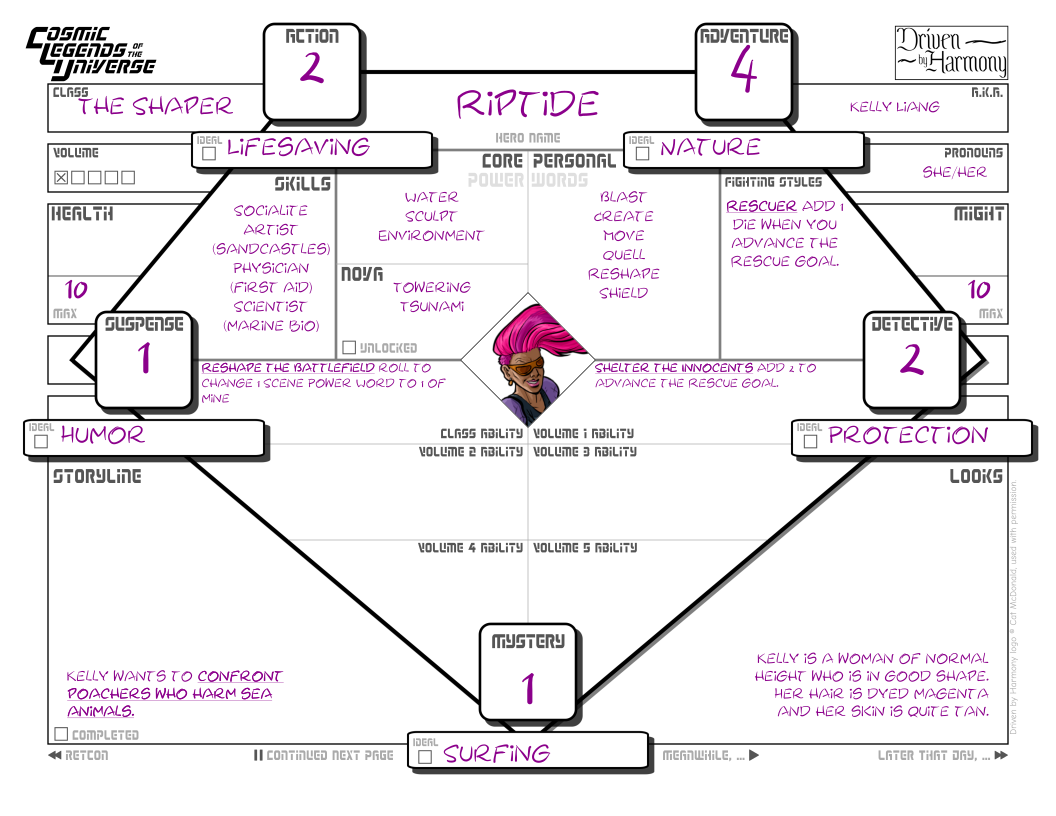 COSMIC LEGENDS OF THE UNIVERSE
ACTION
2
ADVENTURE
4
Driven by Harmony
CLASS
THE SHAPER
RIPTIDE
HERO NAME
KELLY LIANG
A.K.A.
IDEAL
LIFESAVING
IDEAL
NATURE
VOLUME
PRONOUNS
SHE/HER
SKILLS
SOCIALITE
ARTIST
(SANDCASTLES)
PHYSICIAN
(FIRST AID)
SCIENTIST
(MARINE BIO)
CORE PERSONAL
POWER WORDS
WATER
SCULPT
ENVIRONMENT
NOVA
TOWERING
TSUNAMI
UNLOCKED
BLAST
CREATE
MOVE
QUELL
RESHAPE
SHIELD
FIGHTING STYLES
RESCUER ADD 1
DIE WHEN YOU
ADVANCE THE
RESCUE GOAL.
HEALTH
10
MAX
MIGHT
10
MAX
SUSPENSE
1
DETECTIVE
2
RESHAPE THE BATTLEFIELD ROLL TO
CHANGE 1 SCENE POWER WORD TO 1 OF
MINE
SHELTER THE INNOCENTS ADD 2 TO
ADVANCE THE RESCUE GOAL.
IDEAL
HUMOR
IDEAL
PROTECTION
CLASS ABILITY
VOLUME 1 ABILITY
VOLUME 2 ABILITY
VOLUME 3 ABILITY
VOLUME 4 ABILITY
VOLUME 5 ABILITY
STORYLINE
KELLY WANTS TO CONFRONT
POACHERS WHO HARM SEA
ANIMALS.
COMPLETED
LOOKS
KELLY IS A WOMAN OF NORMAL
HEIGHT WHO IS IN GOOD SHAPE.
HER HAIR IS DYED MAGENTA
AND HER SKIN IS QUITE TAN.
MYSTERY
1
IDEAL
SURFING
RETCON
CONTINUED NEXT PAGE
MEANWHILE, ...
LATER THAT DAY, ...
Driven by Harmony logo © Cat McDonald, used with permission